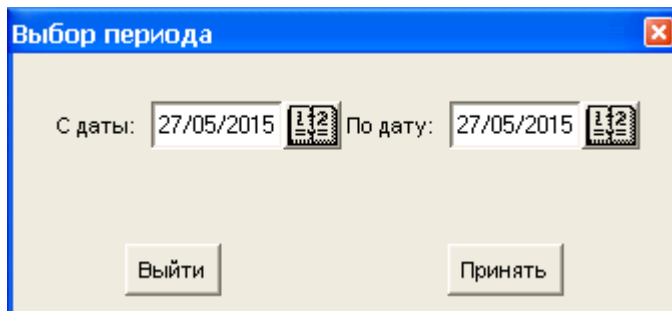 Выбор периода
С даты: 27/05/2015 По дату: 27/05/2015
Выйти Принять